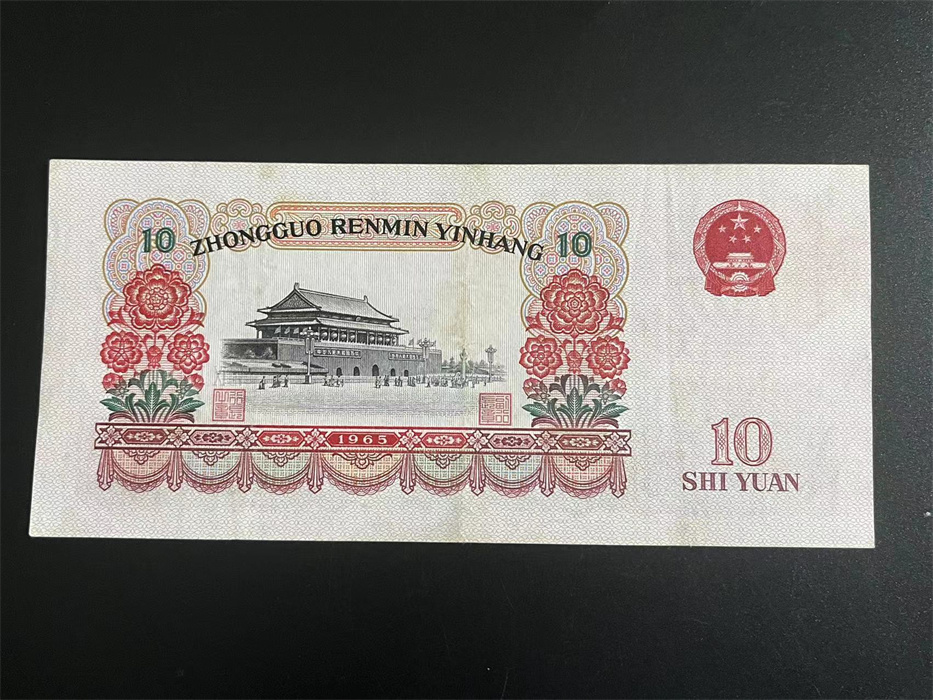 10 ZHONGGUO RENMIN YINHANG 10
1965
10
SHI YUAN